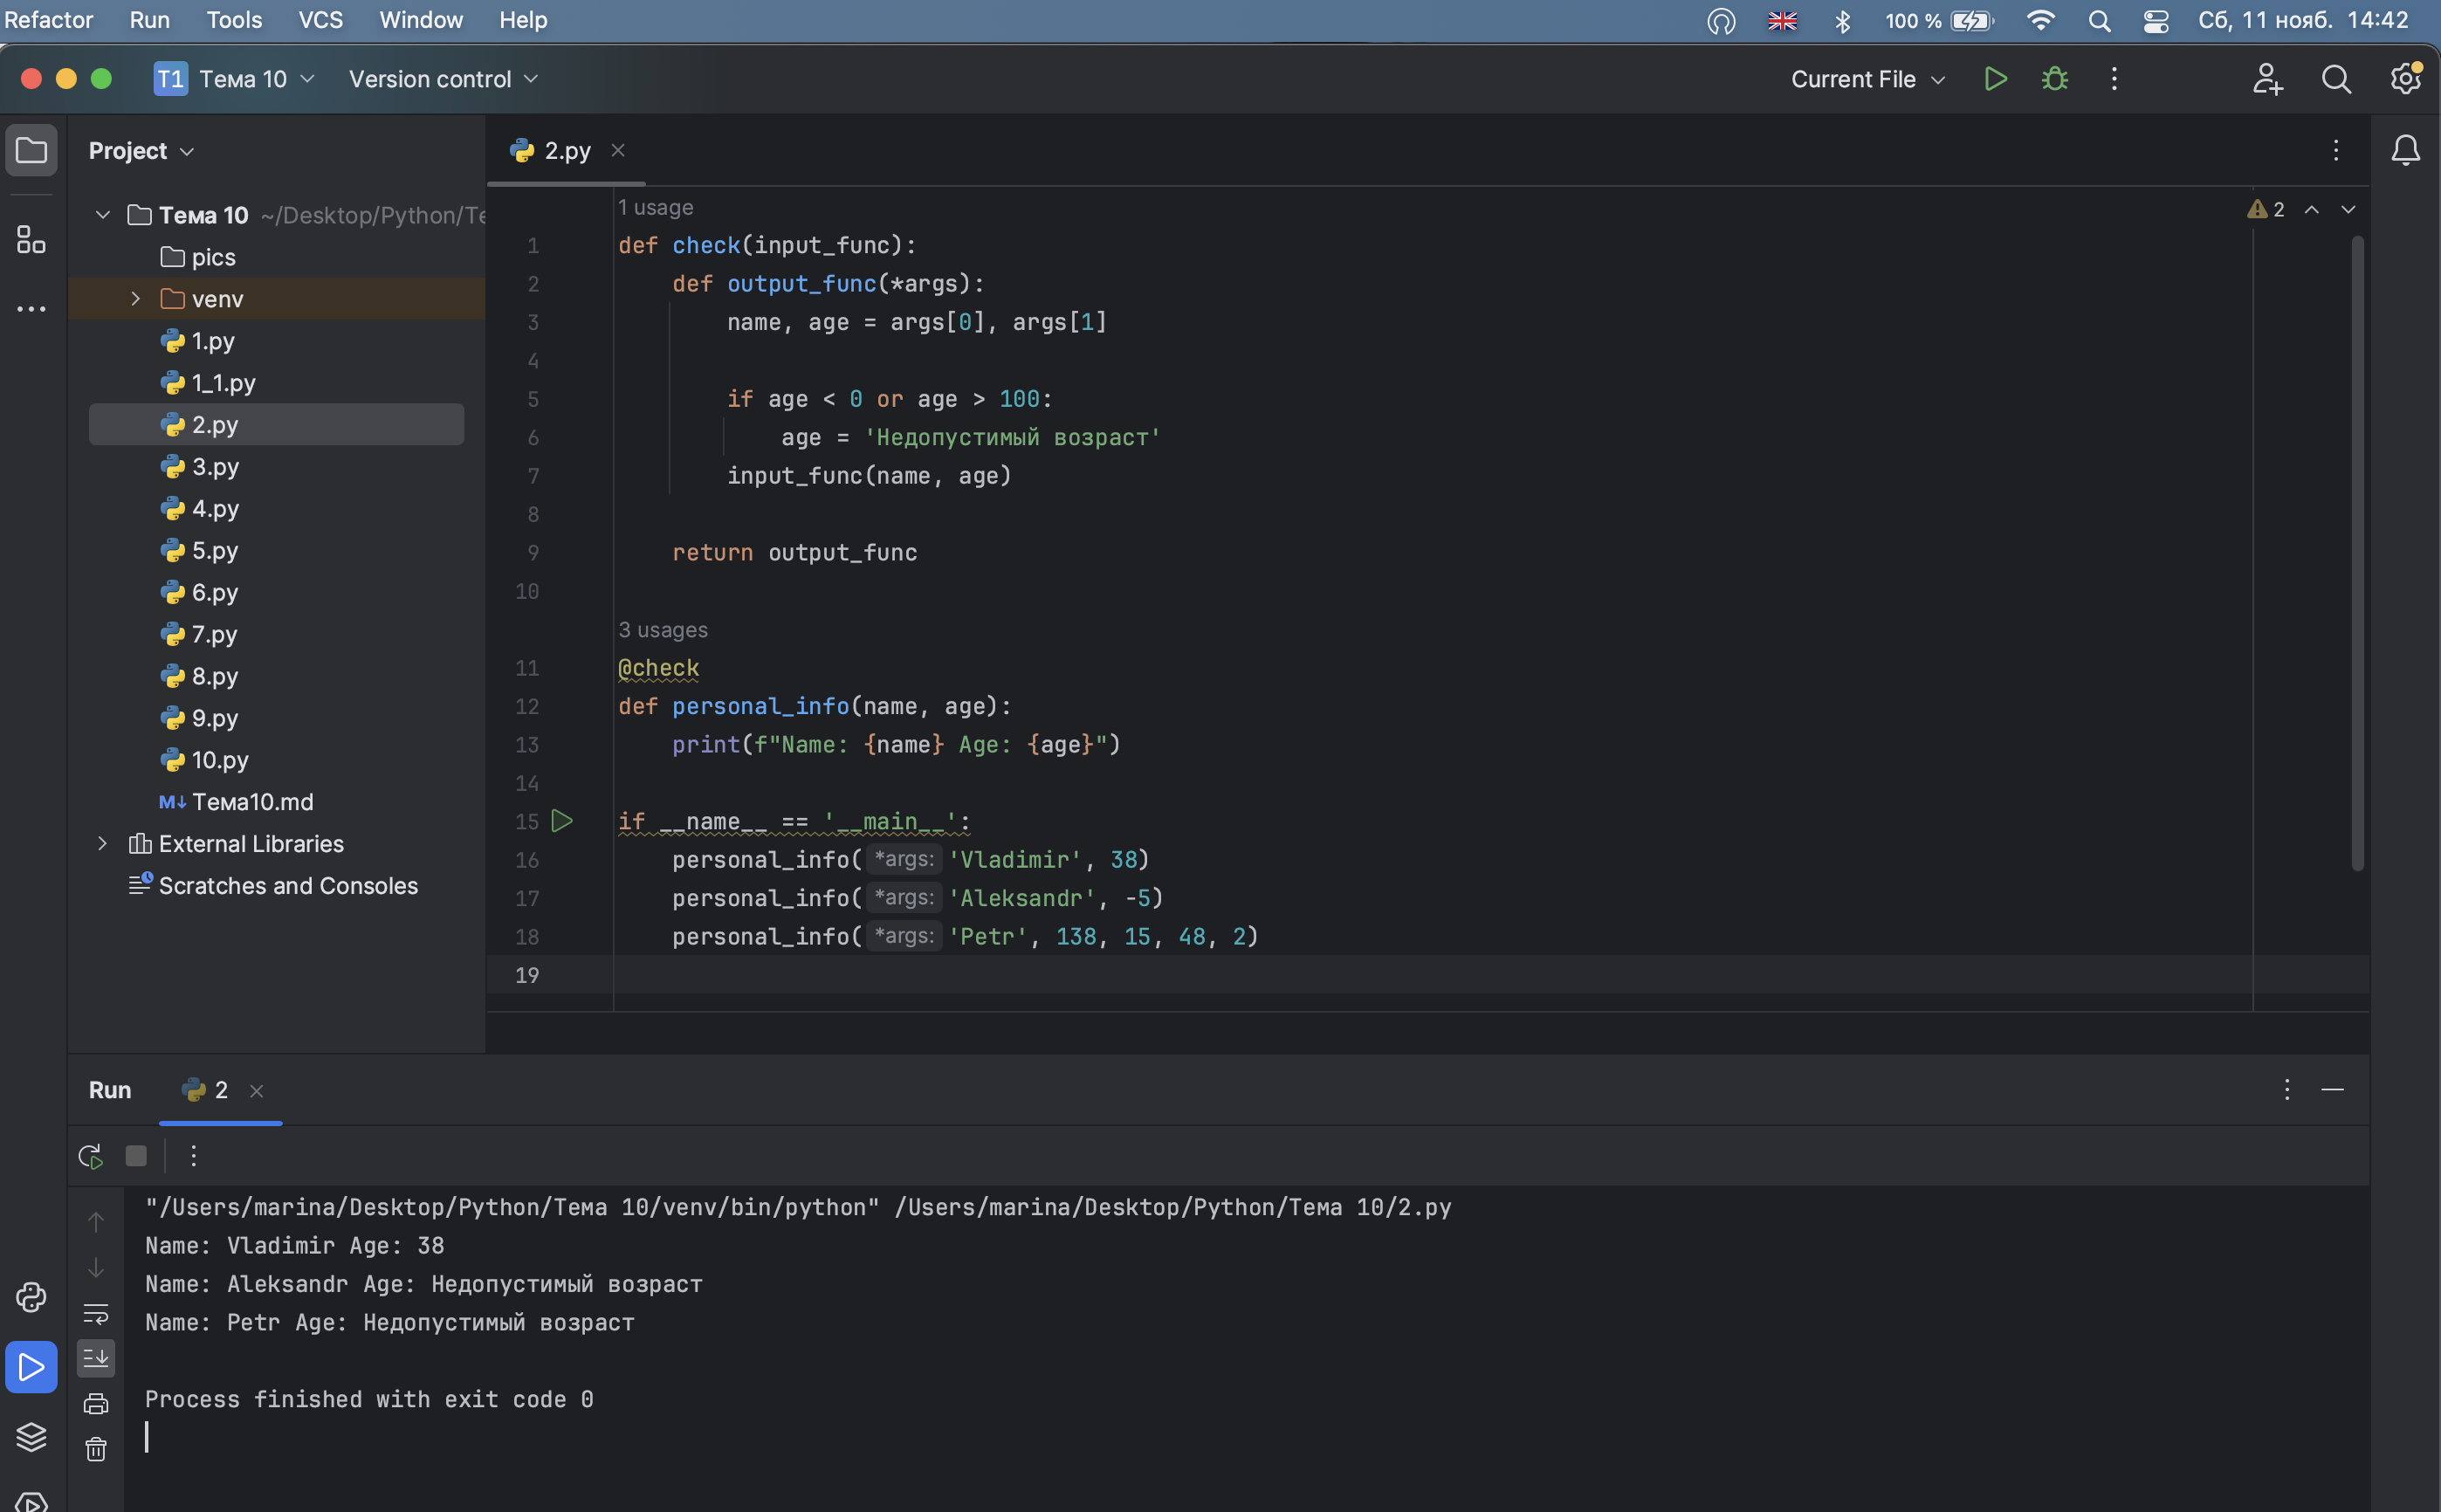 Refactor Run Tools VCS Window Help 100 % Сб, 11 нояб. 14:42
T1 Тема 10 Version control Current File
Project
2.py
Тема 10 ~/Desktop/Python/Те
pics
venv
1.py
1_1.py
2.py
3.py
4.py
5.py
6.py
7.py
8.py
9.py
10.py
M↓ Тема10.md
External Libraries
Scratches and Consoles
1 usage
2
1 def check(input_func):
2     def output_func(*args):
3         name, age = args[0], args[1]
4
5         if age < 0 or age > 100:
6             age = 'Недопустимый возраст'
7         input_func(name, age)
8
9     return output_func
10
3 usages
11 @check
12 def personal_info(name, age):
13     print(f"Name: {name} Age: {age}")
14
15 if __name__ == '__main__':
16     personal_info( *args: 'Vladimir', 38)
17     personal_info( *args: 'Aleksandr', -5)
18     personal_info( *args: 'Petr', 138, 15, 48, 2)
19
Run 2
"/Users/marina/Desktop/Python/Тема 10/venv/bin/python" /Users/marina/Desktop/Python/Тема 10/2.py
Name: Vladimir Age: 38
Name: Aleksandr Age: Недопустимый возраст
Name: Petr Age: Недопустимый возраст
Process finished with exit code 0